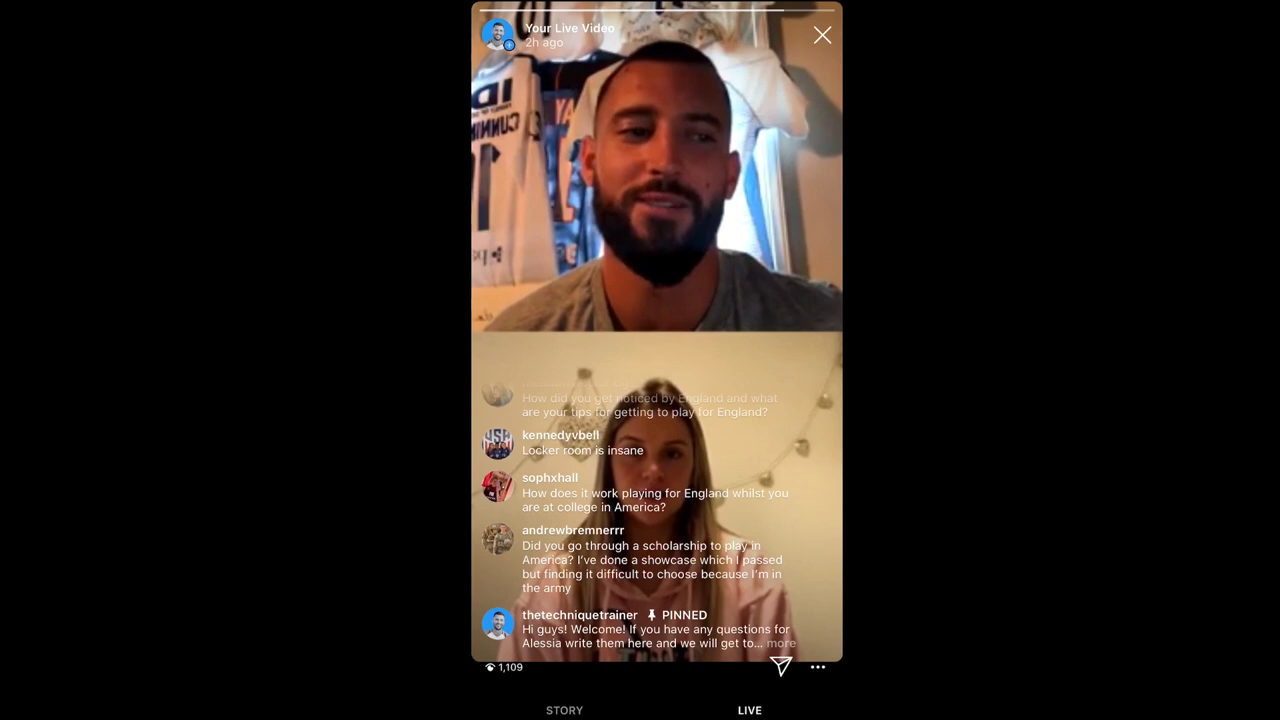 Your Live Video
2h ago
How did you get noticed by England and what
are your tips for getting to play for England?
kennedyvbell
Locker room is insane
sophxhall
How does it work playing for England whilst you
are at college in America?
andrewbremnerrr
Did you go through a scholarship to play in
America? I've done a showcase which I passed
but finding it difficult to choose because I'm in
the army
thetechniquetrainer PINNED
Hi guys! Welcome! If you have any questions for
Alessia write them here and we will get to... more
1,109
STORY
LIVE